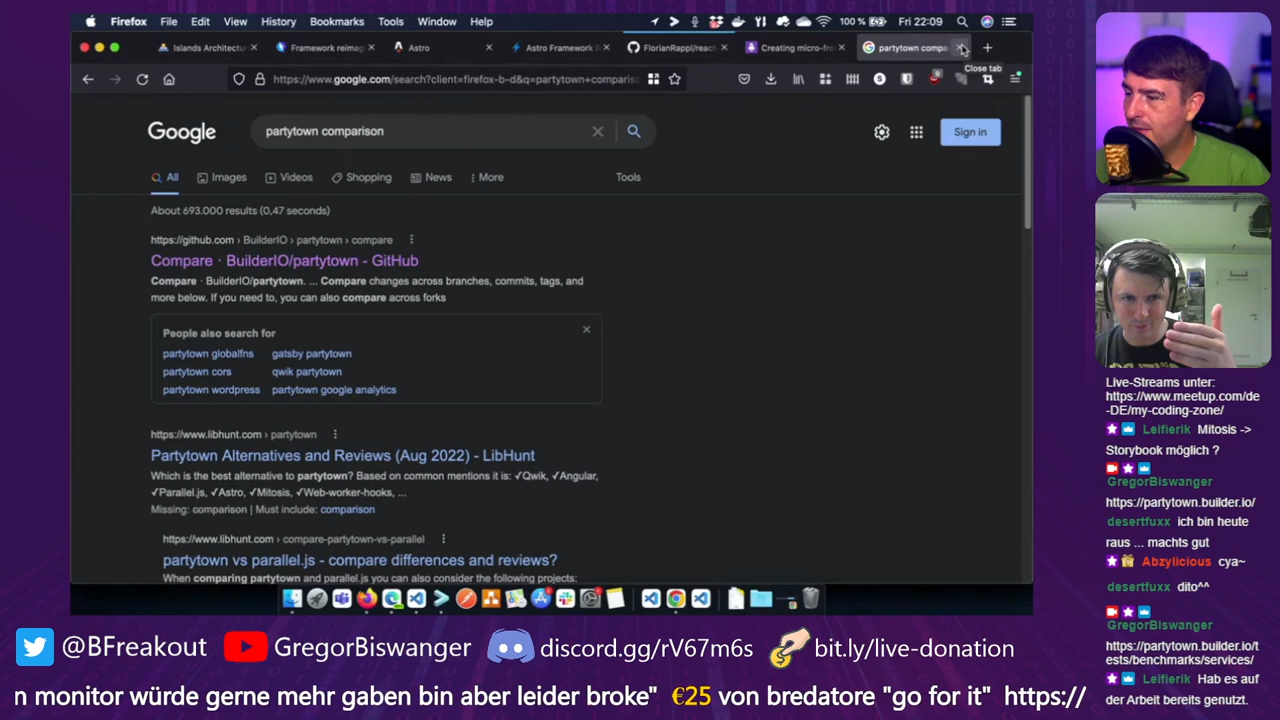 Firefox File Edit View History Bookmarks Tools Window Help
100 % Fri 22:09
Islands Architectur
Framework reimag
Astro
Astro Framework B
FlorianRappl/react
Creating micro-fro
partytown compa
Close tab
https://www.google.com/search?client=firefox-b-d&q=partytown+comparis
Google
partytown comparison
Sign in
All Images Videos Shopping News More Tools
About 693.000 results (0,47 seconds)
https://github.com › BuilderIO › partytown › compare
Compare · BuilderIO/partytown - GitHub
Compare · BuilderIO/partytown. ... Compare changes across branches, commits, tags, and
more below. If you need to, you can also compare across forks
People also search for
partytown globalfns gatsby partytown
partytown cors qwik partytown
partytown wordpress partytown google analytics
https://www.libhunt.com › partytown
Partytown Alternatives and Reviews (Aug 2022) - LibHunt
Which is the best alternative to partytown? Based on common mentions it is: ✓Qwik, ✓Angular,
✓Parallel.js, ✓Astro, ✓Mitosis, ✓Web-worker-hooks, ...
Missing: comparison | Must include: comparison
https://www.libhunt.com › compare-partytown-vs-parallel
partytown vs parallel.js - compare differences and reviews?
When comparing partytown and parallel.js you can also consider the following projects:
Live-Streams unter:
https://www.meetup.com/de
-DE/my-coding-zone/
Leifierik Mitosis ->
Storybook möglich ?
GregorBiswanger
https://partytown.builder.io/
desertfuxx ich bin heute
raus ... machts gut
Abzylicious cya~
desertfuxx dito^^
GregorBiswanger
https://partytown.builder.io/t
ests/benchmarks/services/
Leifierik Hab es auf
der Arbeit bereits genutzt.
@BFreakout GregorBiswanger discord.gg/rV67m6s bit.ly/live-donation
n monitor würde gerne mehr gaben bin aber leider broke" €25 von bredatore "go for it" https://